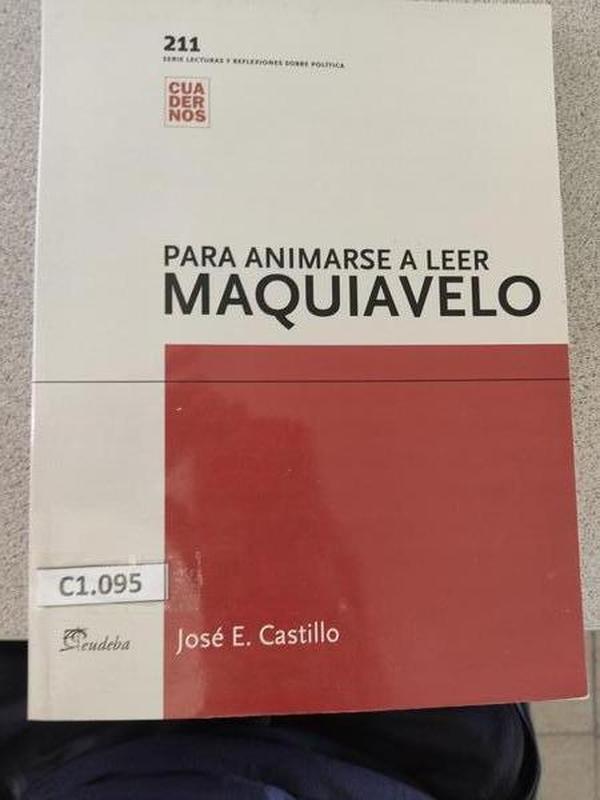 211
SERIE LECTURAS Y REFLEXIONES SOBRE POLÍTICA
CUA
DER
NOS
PARA ANIMARSE A LEER
MAQUIAVELO
C1.095
eudeba
José E. Castillo